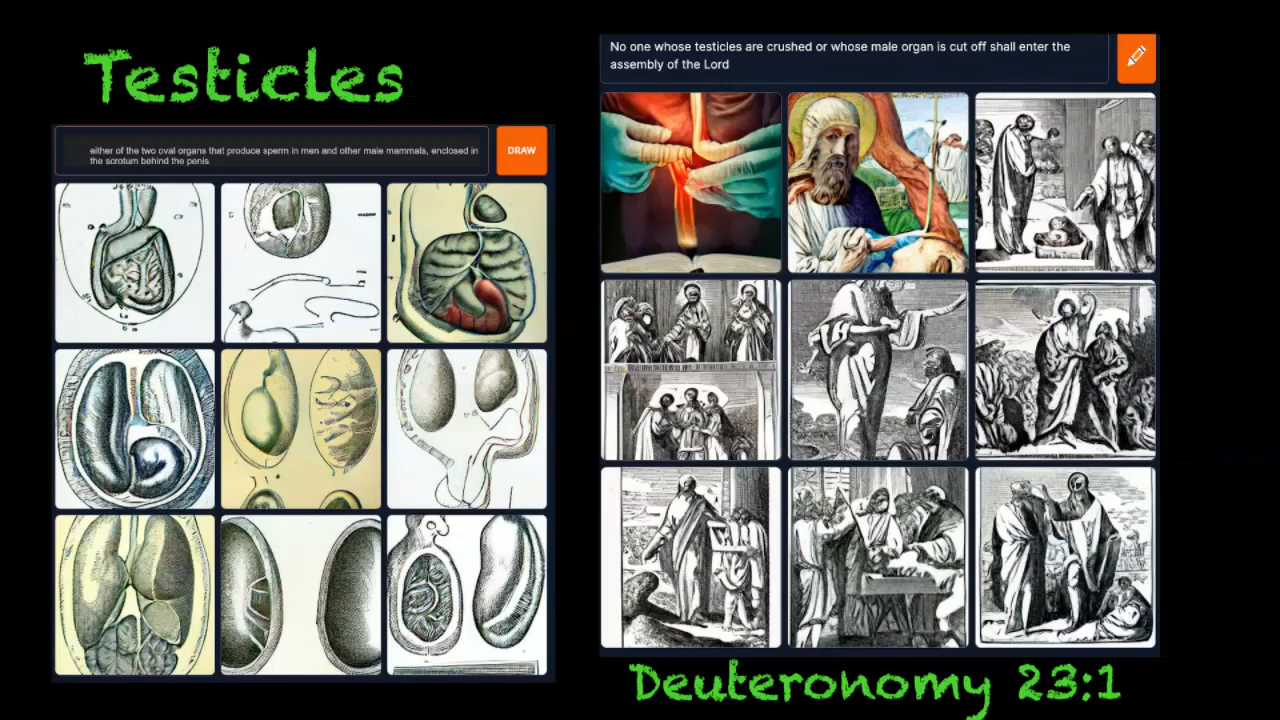 Testicles
either of the two oval organs that produce sperm in men and other male mammals, enclosed in
the scrotum behind the penis
DRAW
No one whose testicles are crushed or whose male organ is cut off shall enter the
assembly of the Lord
Deuteronomy 23:1